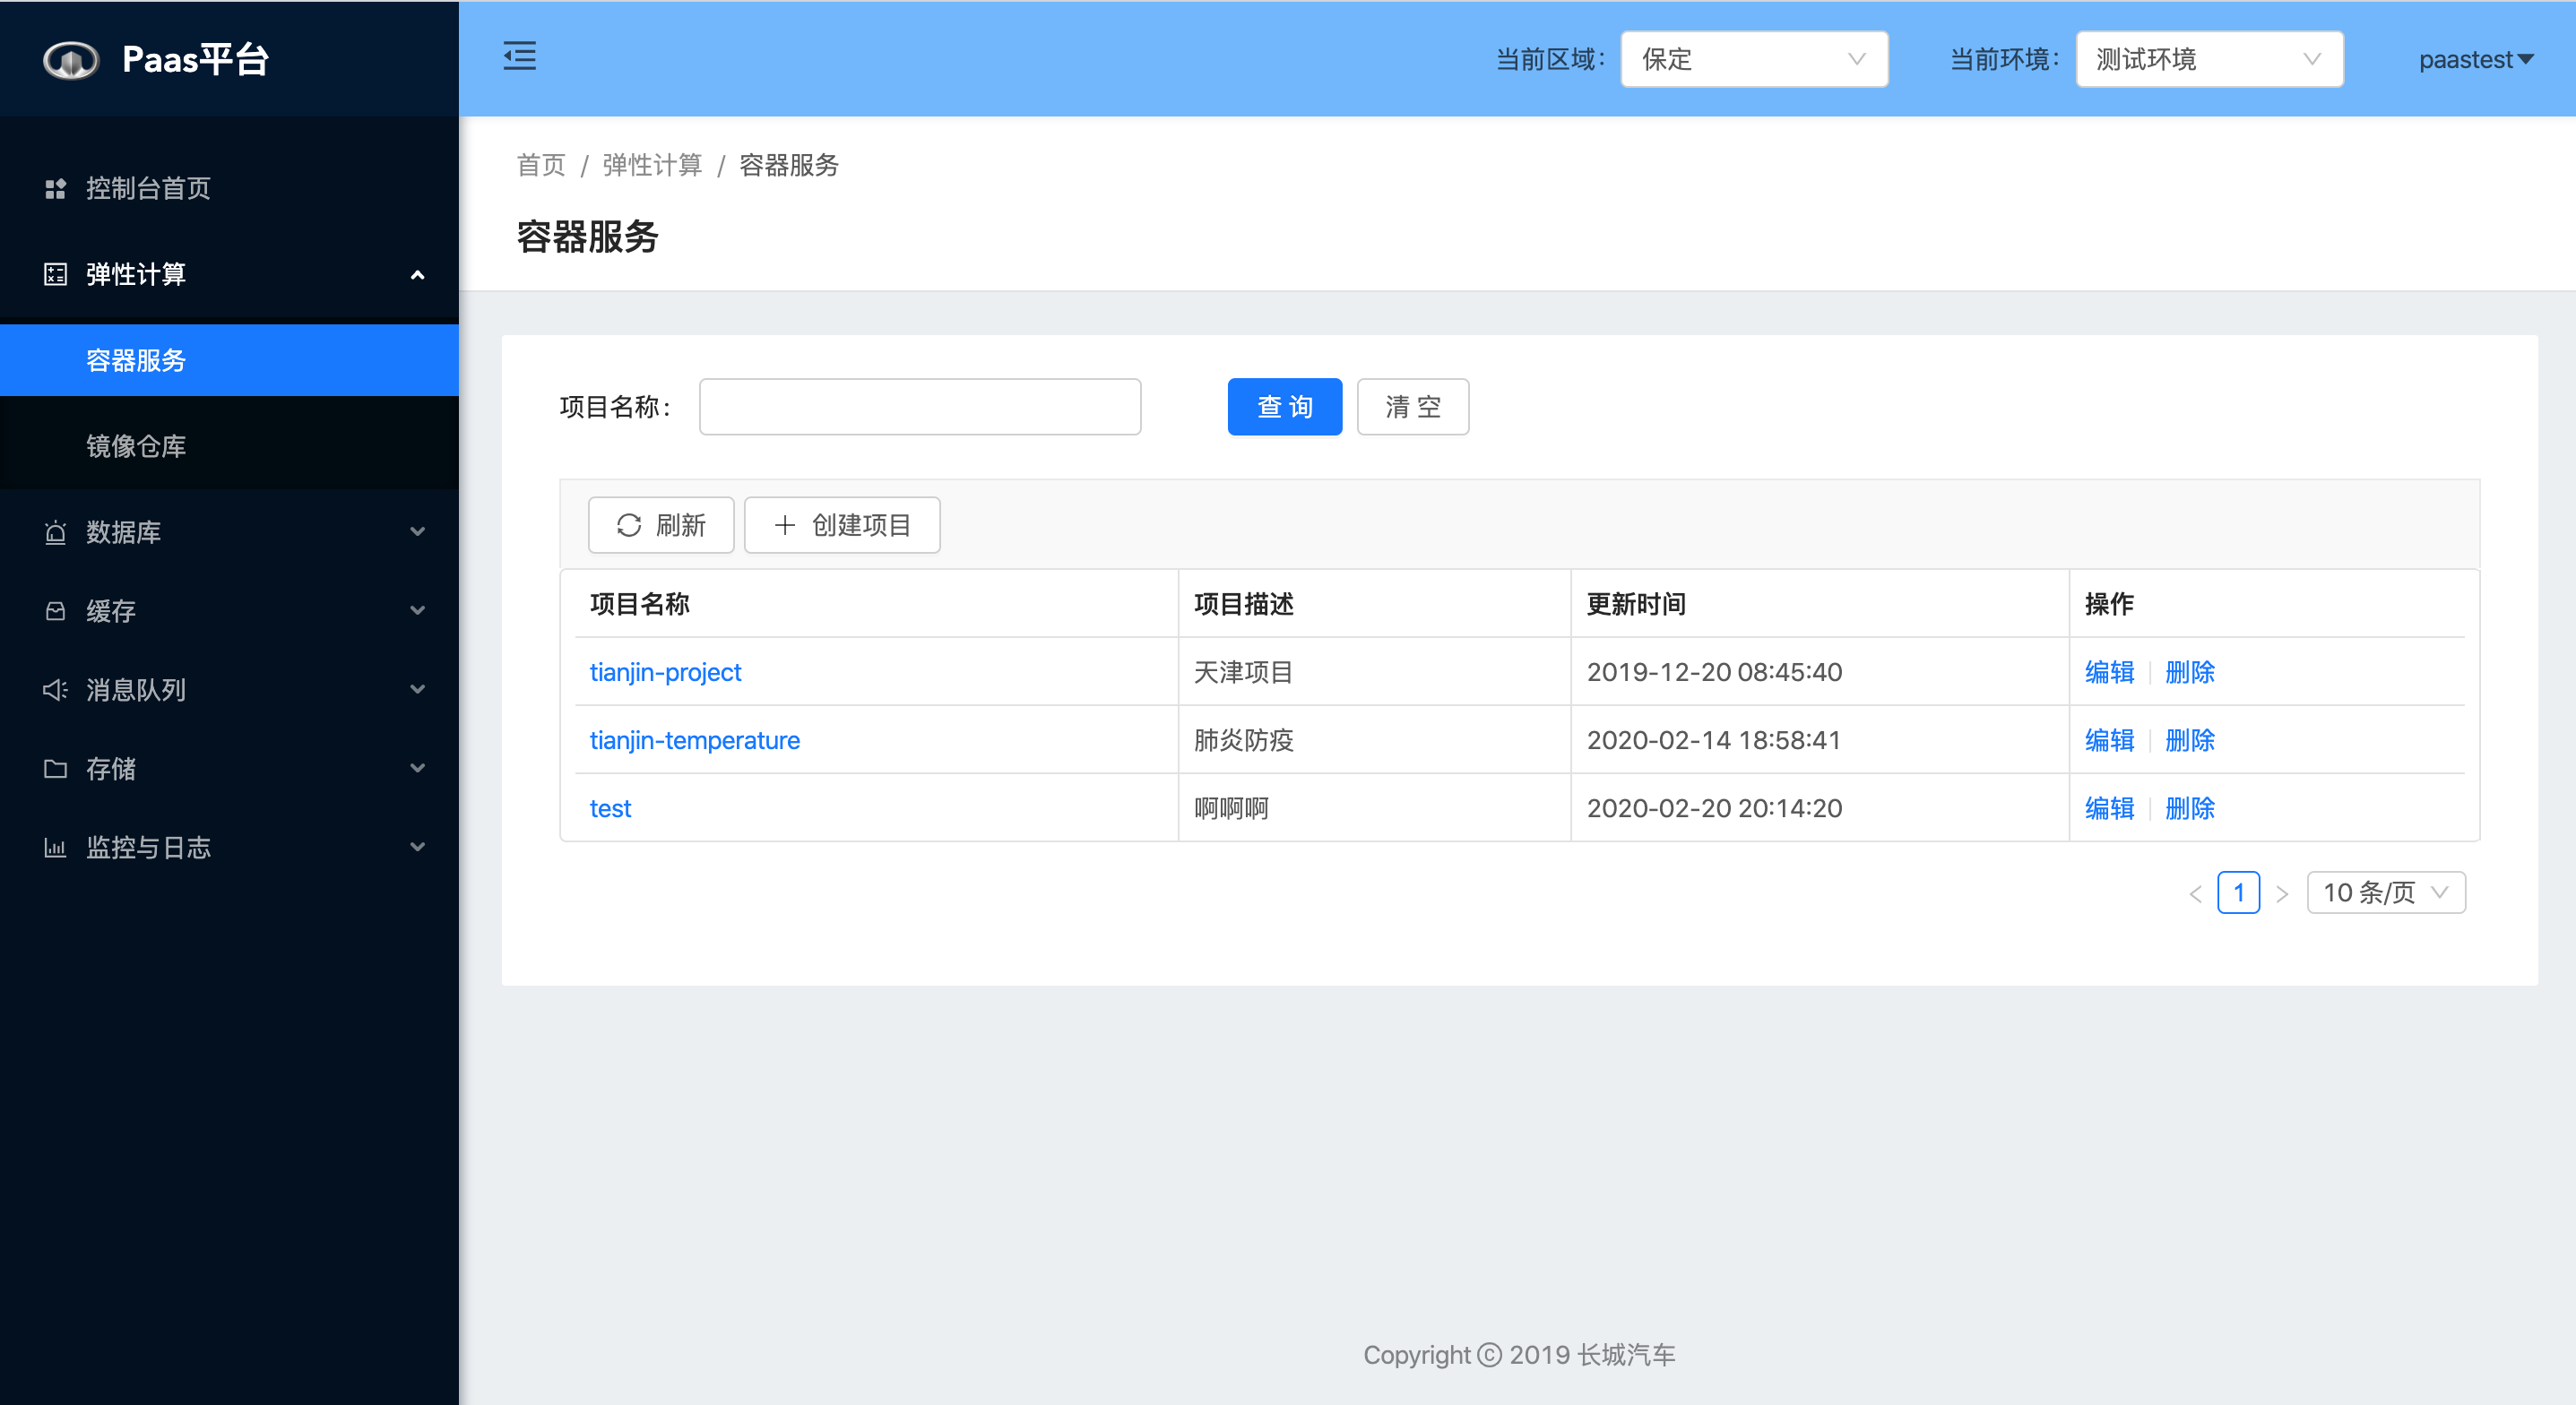 Paas平台
当前区域： 保定 当前环境： 测试环境 paastest
控制台首页
弹性计算
容器服务
镜像仓库
数据库
缓存
消息队列
存储
监控与日志
首页 / 弹性计算 / 容器服务
容器服务
项目名称： 查 询 清 空
刷新 创建项目
项目名称 项目描述 更新时间 操作
tianjin-project 天津项目 2019-12-20 08:45:40 编辑 删除
tianjin-temperature 肺炎防疫 2020-02-14 18:58:41 编辑 删除
test 啊啊啊 2020-02-20 20:14:20 编辑 删除
1 10 条/页
Copyright © 2019 长城汽车